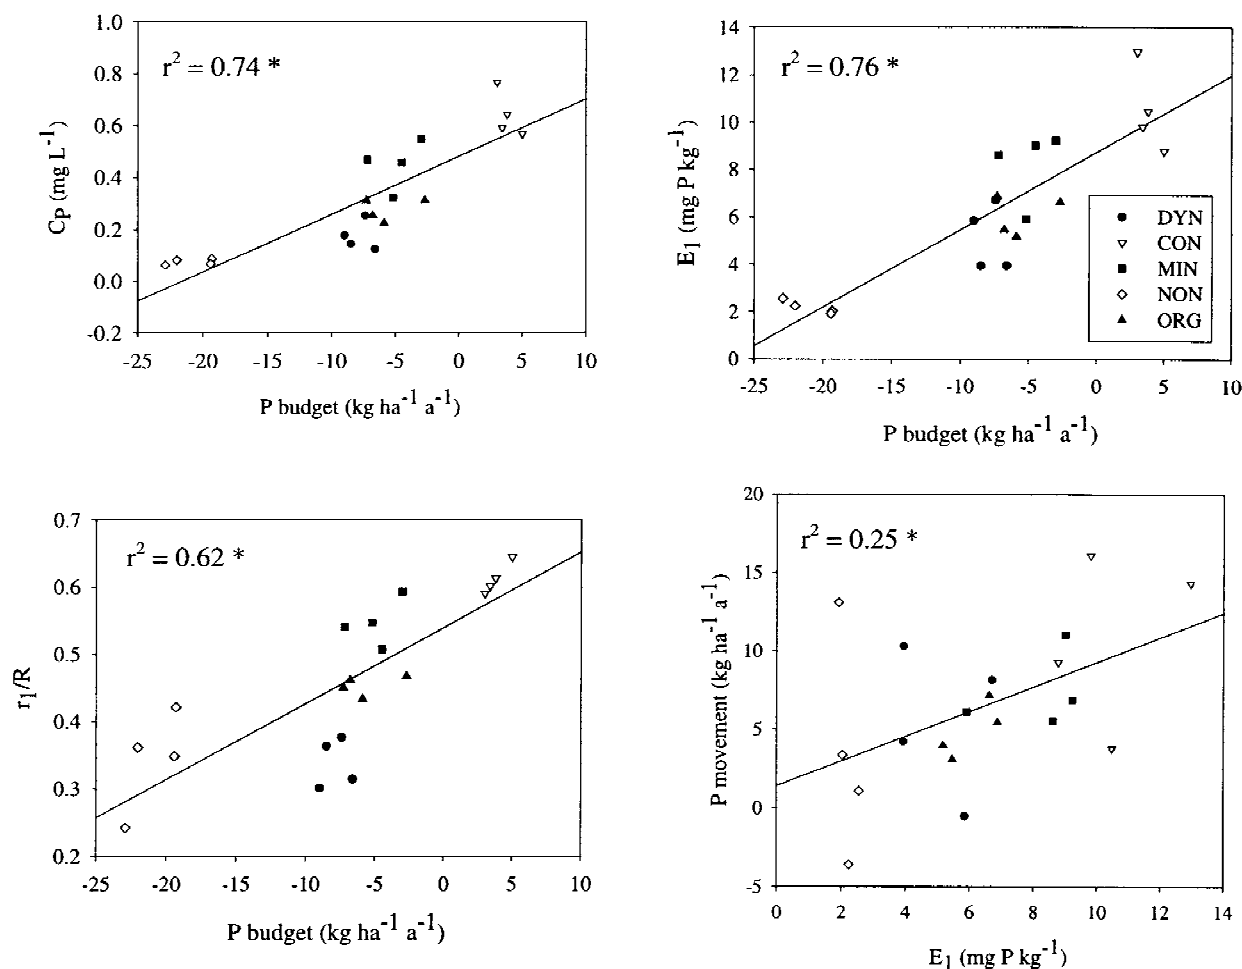 1.0
0.8
0.6
0.4
0.2
0.0
-0.2
r² = 0.74 *
Cp (mg L⁻¹)
-25 -20 -15 -10 -5 0 5 10
P budget (kg ha⁻¹ a⁻¹)
14
12
10
8
6
4
2
0
r² = 0.76 *
E₁ (mg P kg⁻¹)
DYN
CON
MIN
NON
ORG
-25 -20 -15 -10 -5 0 5 10
P budget (kg ha⁻¹ a⁻¹)
0.7
0.6
0.5
0.4
0.3
0.2
r² = 0.62 *
r₁/R
-25 -20 -15 -10 -5 0 5 10
P budget (kg ha⁻¹ a⁻¹)
20
15
10
5
0
-5
r² = 0.25 *
P movement (kg ha⁻¹ a⁻¹)
0 2 4 6 8 10 12 14
E₁ (mg P kg⁻¹)